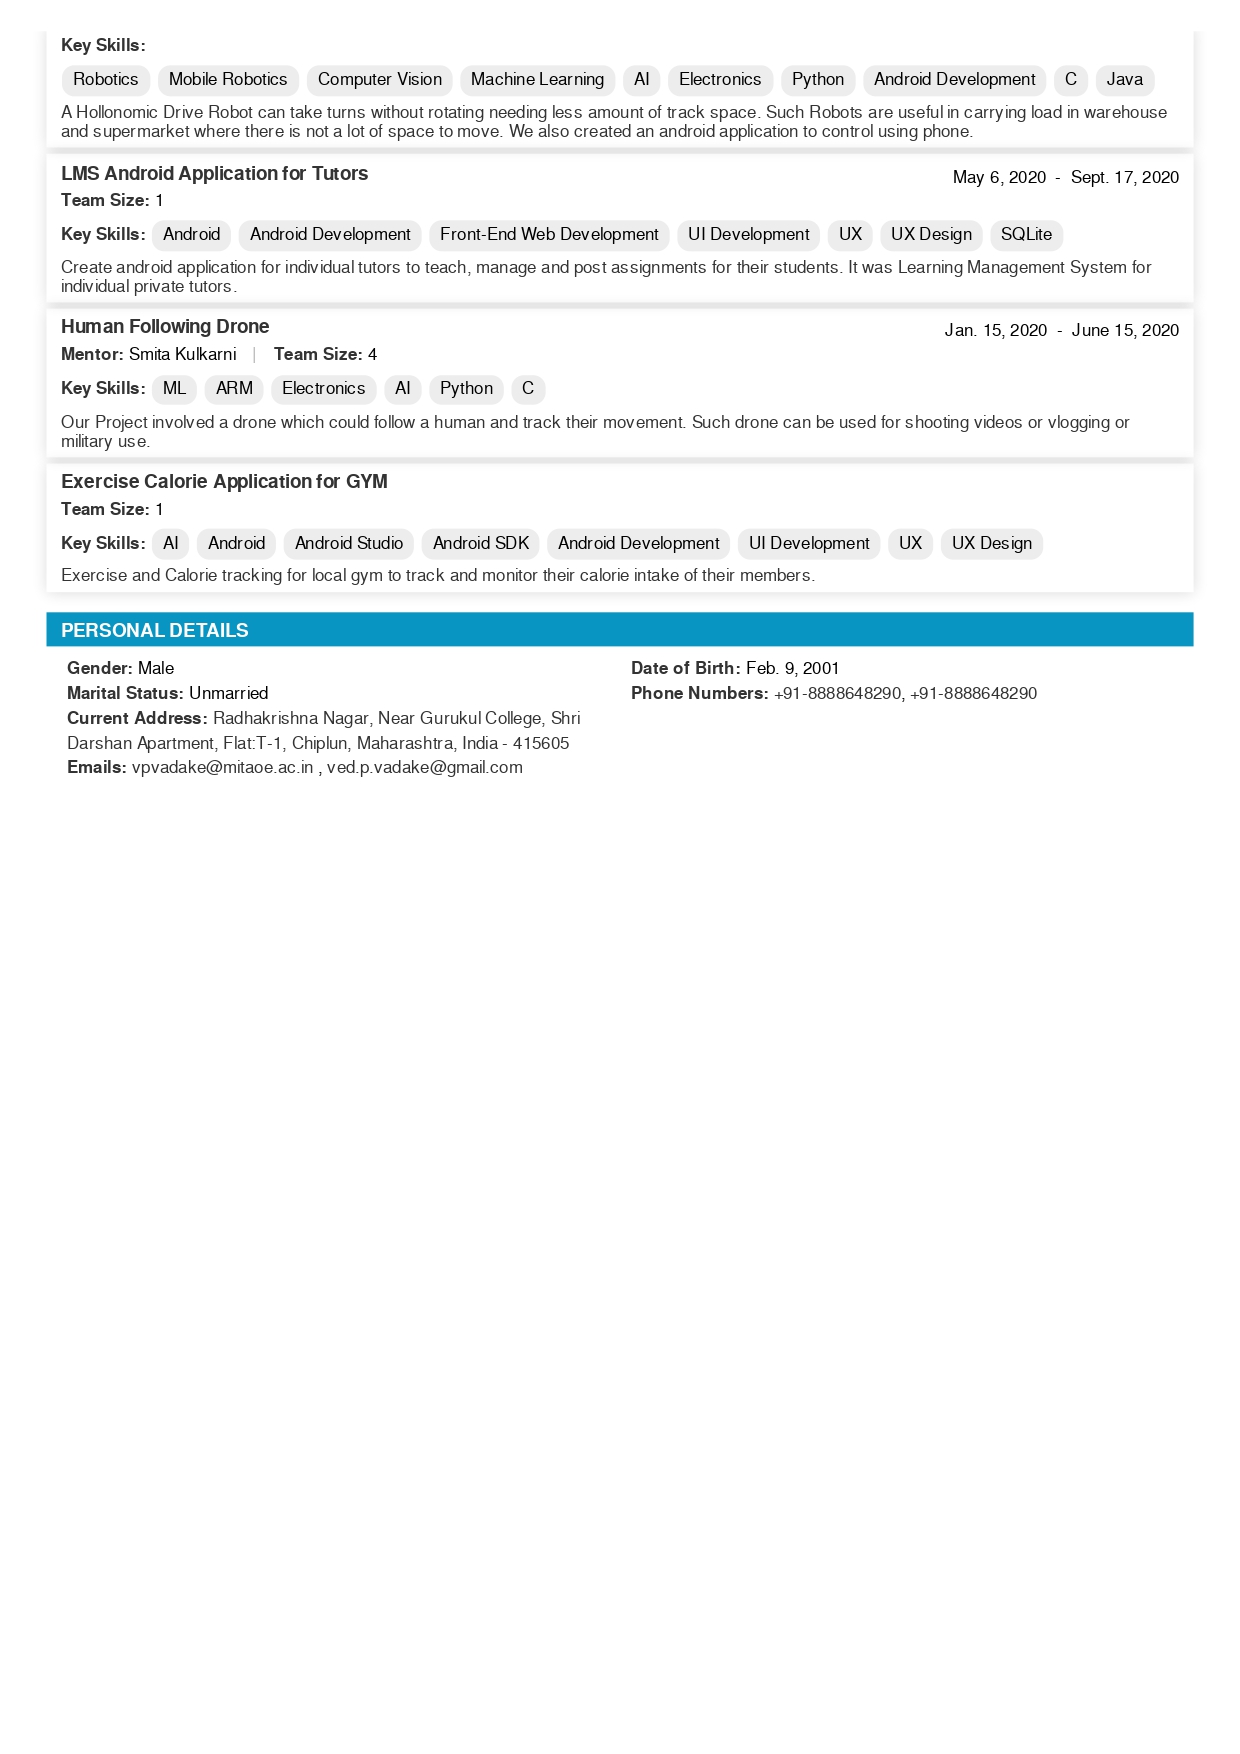 Key Skills:
Robotics Mobile Robotics Computer Vision Machine Learning AI Electronics Python Android Development C Java
A Hollonomic Drive Robot can take turns without rotating needing less amount of track space. Such Robots are useful in carrying load in warehouse
and supermarket where there is not a lot of space to move. We also created an android application to control using phone.
LMS Android Application for Tutors May 6, 2020 - Sept. 17, 2020
Team Size: 1
Key Skills: Android Android Development Front-End Web Development UI Development UX UX Design SQLite
Create android application for individual tutors to teach, manage and post assignments for their students. It was Learning Management System for
individual private tutors.
Human Following Drone Jan. 15, 2020 - June 15, 2020
Mentor: Smita Kulkarni | Team Size: 4
Key Skills: ML ARM Electronics AI Python C
Our Project involved a drone which could follow a human and track their movement. Such drone can be used for shooting videos or vlogging or
military use.
Exercise Calorie Application for GYM
Team Size: 1
Key Skills: AI Android Android Studio Android SDK Android Development UI Development UX UX Design
Exercise and Calorie tracking for local gym to track and monitor their calorie intake of their members.
PERSONAL DETAILS
Gender: Male Date of Birth: Feb. 9, 2001
Marital Status: Unmarried Phone Numbers: +91-8888648290, +91-8888648290
Current Address: Radhakrishna Nagar, Near Gurukul College, Shri
Darshan Apartment, Flat:T-1, Chiplun, Maharashtra, India - 415605
Emails: vpvadake@mitaoe.ac.in , ved.p.vadake@gmail.com